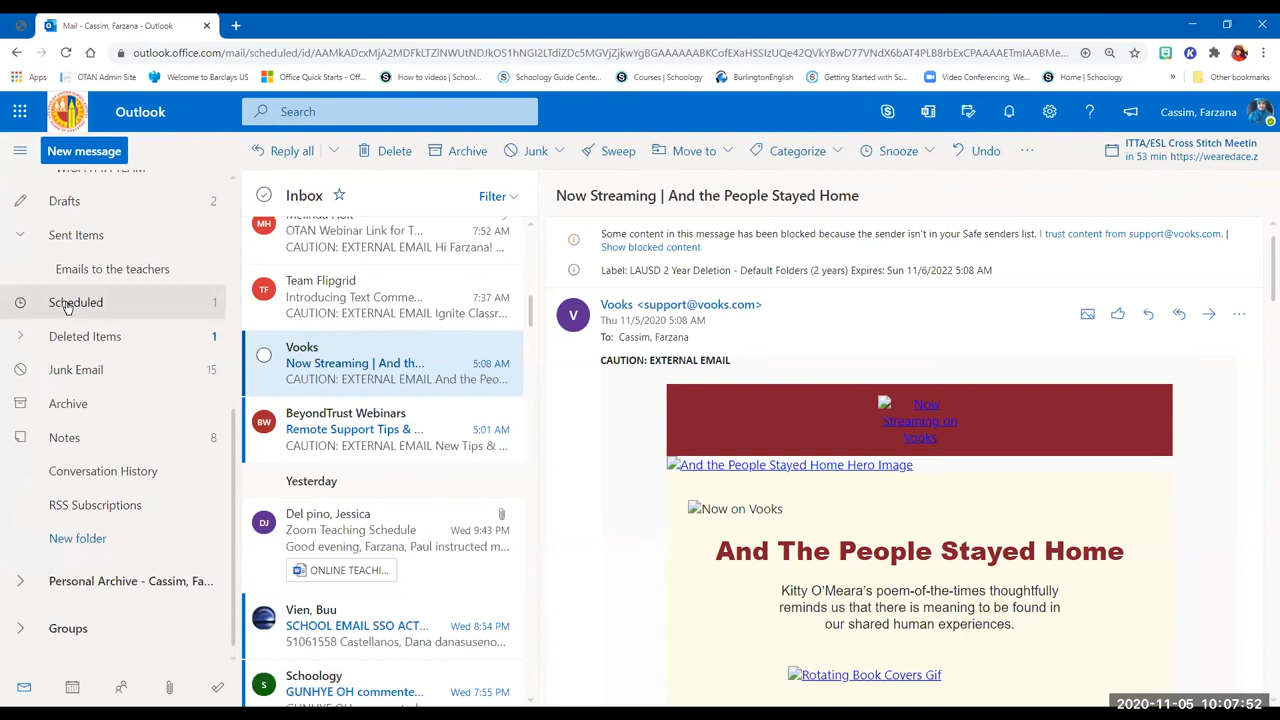 Mail - Cassim, Farzana - Outlook
outlook.office.com/mail/scheduled/id/AAMkADcxMjA2MDFkLTZiNWUtNDJkOS1hNGI2LTdiZDc5MGVjZjkwYgBGAAAAAABKCofEXaHSSIzUQe42QVkYBwD77VNdX6bAT4PLB8rbExCPAAAAETmIAABMe...
Apps
OTAN Admin Site
Welcome to Barclays US
Office Quick Starts - Off...
How to videos | School...
Schoology Guide Cente...
Courses | Schoology
BurlingtonEnglish
Getting Started with Sc...
Video Conferencing, We...
Home | Schoology
»
Other bookmarks
Outlook
Search
Cassim, Farzana
New message
Reply all
Delete
Archive
Junk
Sweep
Move to
Categorize
Snooze
Undo
...
ITTA/ESL Cross Stitch Meetin
in 53 min https://wearedace.z
Drafts 2
Sent Items
Emails to the teachers
Scheduled 1
Deleted Items 1
Junk Email 15
Archive
Notes 8
Conversation History
RSS Subscriptions
New folder
Personal Archive - Cassim, Fa...
Groups
Inbox
Filter
MH
Melinda Holt
OTAN Webinar Link for T... 7:52 AM
CAUTION: EXTERNAL EMAIL Hi Farzana! ...
TF
Team Flipgrid
Introducing Text Comme... 7:37 AM
CAUTION: EXTERNAL EMAIL Ignite Classr...
Vooks
Now Streaming | And th... 5:08 AM
CAUTION: EXTERNAL EMAIL And the Peo...
BW
BeyondTrust Webinars
Remote Support Tips & ... 5:01 AM
CAUTION: EXTERNAL EMAIL New Tips & ...
Yesterday
DJ
Del pino, Jessica
Zoom Teaching Schedule Wed 9:43 PM
Good evening, Farzana, Paul instructed m...
ONLINE TEACHI...
Vien, Buu
SCHOOL EMAIL SSO ACT... Wed 8:54 PM
51061558 Castellanos, Dana danasuseno...
S
Schoology
GUNHYE OH commente... Wed 7:55 PM
Now Streaming | And the People Stayed Home
Some content in this message has been blocked because the sender isn't in your Safe senders list. I trust content from support@vooks.com. |
Show blocked content
Label: LAUSD 2 Year Deletion - Default Folders (2 years) Expires: Sun 11/6/2022 5:08 AM
V
Vooks <support@vooks.com>
Thu 11/5/2020 5:08 AM
To: Cassim, Farzana
CAUTION: EXTERNAL EMAIL
Now
Streaming on
Vooks
And the People Stayed Home Hero Image
Now on Vooks
And The People Stayed Home
Kitty O'Meara's poem-of-the-times thoughtfully
reminds us that there is meaning to be found in
our shared human experiences.
Rotating Book Covers Gif
2020-11-05 10:07:52